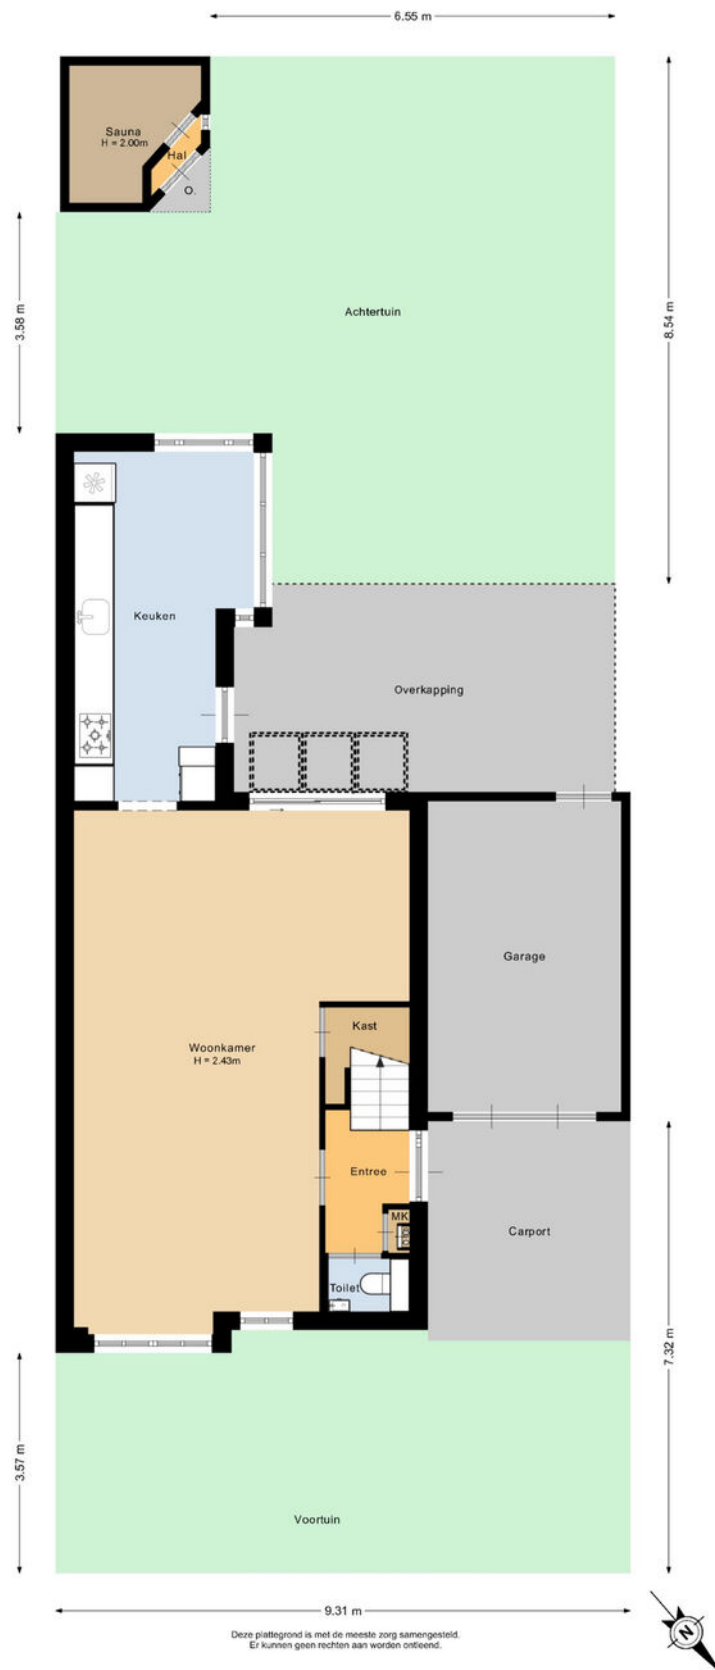 6.55 m
Sauna
H = 2.00m
Hal
O.
3.58 m
Achtertuin
8.54 m
Keuken
Overkapping
Garage
Kast
Woonkamer
H = 2.43m
Entree
MK
Carport
Toilet
7.32 m
3.57 m
Voortuin
9.31 m
Deze plattegrond is met de meeste zorg samengesteld.
Er kunnen geen rechten aan worden ontleend.
N